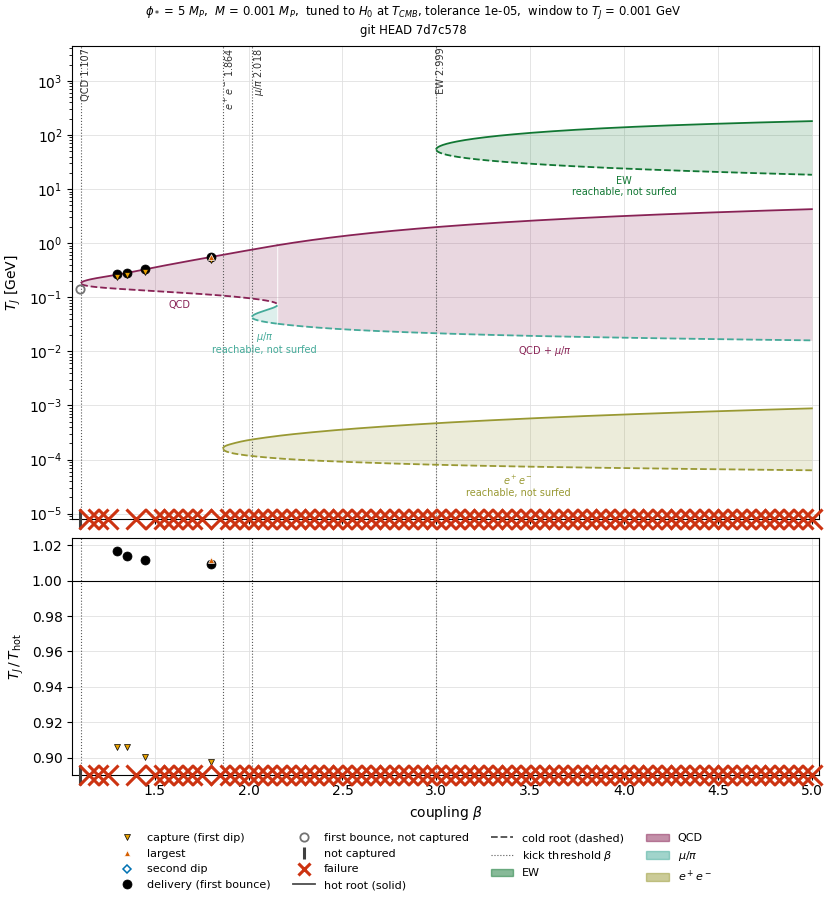 ϕ* = 5 M_P, M = 0.001 M_P, tuned to H_0 at T_CMB, tolerance 1e-05, window to T_J = 0.001 GeV
git HEAD 7d7c578
QCD 1.107
e⁺e⁻ 1.864
μ/π 2.018
EW 2.999
T_J [GeV]
10³
10²
10¹
10⁰
10⁻¹
10⁻²
10⁻³
10⁻⁴
10⁻⁵
EW
reachable, not surfed
QCD
μ/π
reachable, not surfed
QCD + μ/π
e⁺e⁻
reachable, not surfed
T_J / T_hot
1.02
1.00
0.98
0.96
0.94
0.92
0.90
1.5 2.0 2.5 3.0 3.5 4.0 4.5 5.0
coupling β
capture (first dip)
largest
second dip
delivery (first bounce)
first bounce, not captured
not captured
failure
hot root (solid)
cold root (dashed)
kick threshold β
EW
QCD
μ/π
e⁺e⁻